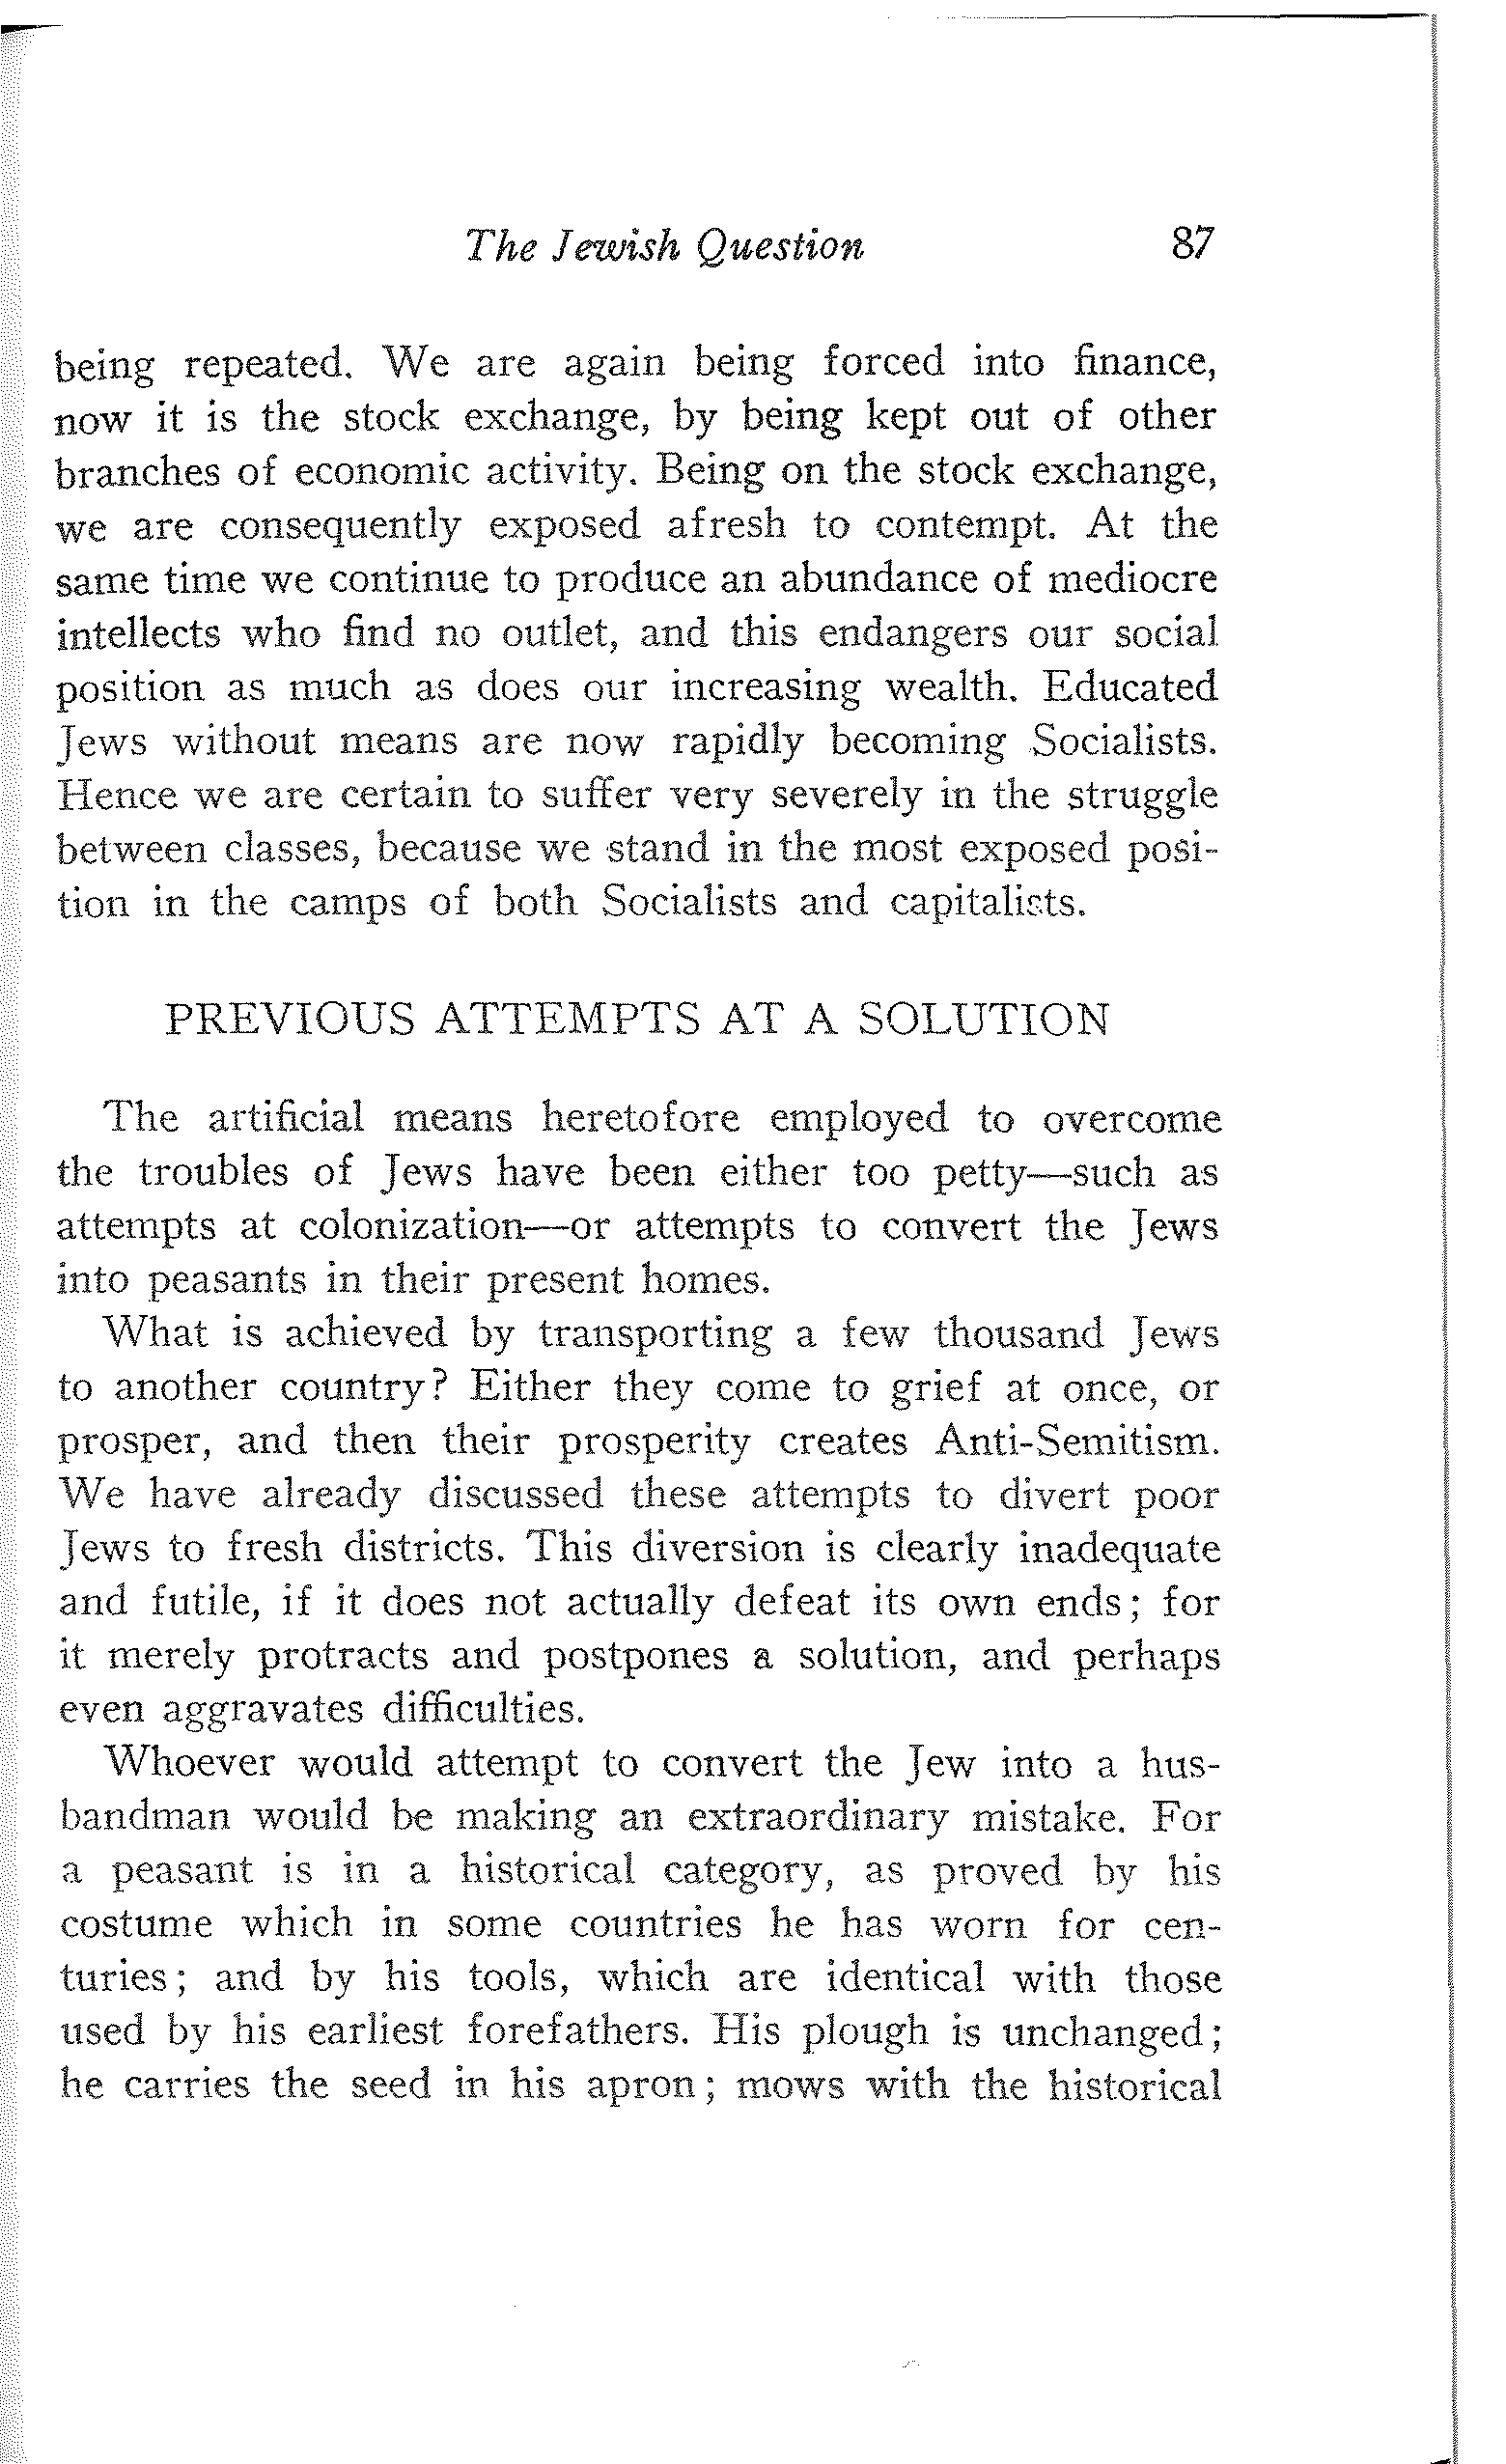 The Jewish Question 87
being repeated. We are again being forced into finance,
now it is the stock exchange, by being kept out of other
branches of economic activity. Being on the stock exchange,
we are consequently exposed afresh to contempt. At the
same time we continue to produce an abundance of mediocre
intellects who find no outlet, and this endangers our social
position as much as does our increasing wealth. Educated
Jews without means are now rapidly becoming Socialists.
Hence we are certain to suffer very severely in the struggle
between classes, because we stand in the most exposed posi-
tion in the camps of both Socialists and capitalists.
PREVIOUS ATTEMPTS AT A SOLUTION
The artificial means heretofore employed to overcome
the troubles of Jews have been either too petty—such as
attempts at colonization—or attempts to convert the Jews
into peasants in their present homes.
What is achieved by transporting a few thousand Jews
to another country? Either they come to grief at once, or
prosper, and then their prosperity creates Anti-Semitism.
We have already discussed these attempts to divert poor
Jews to fresh districts. This diversion is clearly inadequate
and futile, if it does not actually defeat its own ends; for
it merely protracts and postpones a solution, and perhaps
even aggravates difficulties.
Whoever would attempt to convert the Jew into a hus-
bandman would be making an extraordinary mistake. For
a peasant is in a historical category, as proved by his
costume which in some countries he has worn for cen-
turies; and by his tools, which are identical with those
used by his earliest forefathers. His plough is unchanged;
he carries the seed in his apron; mows with the historical